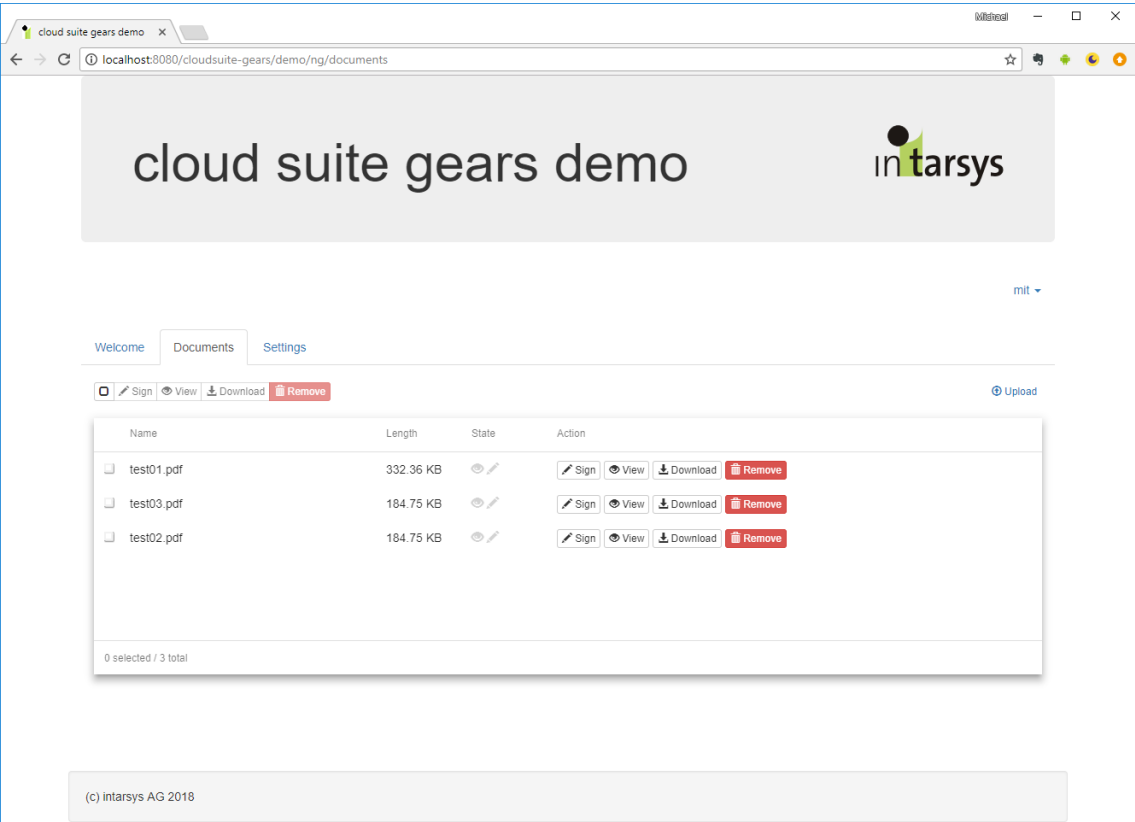 Michael
cloud suite gears demo
localhost:8080/cloudsuite-gears/demo/ng/documents
cloud suite gears demo
intarsys
mit
Welcome Documents Settings
Sign View Download Remove Upload
Name Length State Action
test01.pdf 332.36 KB Sign View Download Remove
test03.pdf 184.75 KB Sign View Download Remove
test02.pdf 184.75 KB Sign View Download Remove
0 selected / 3 total
(c) intarsys AG 2018